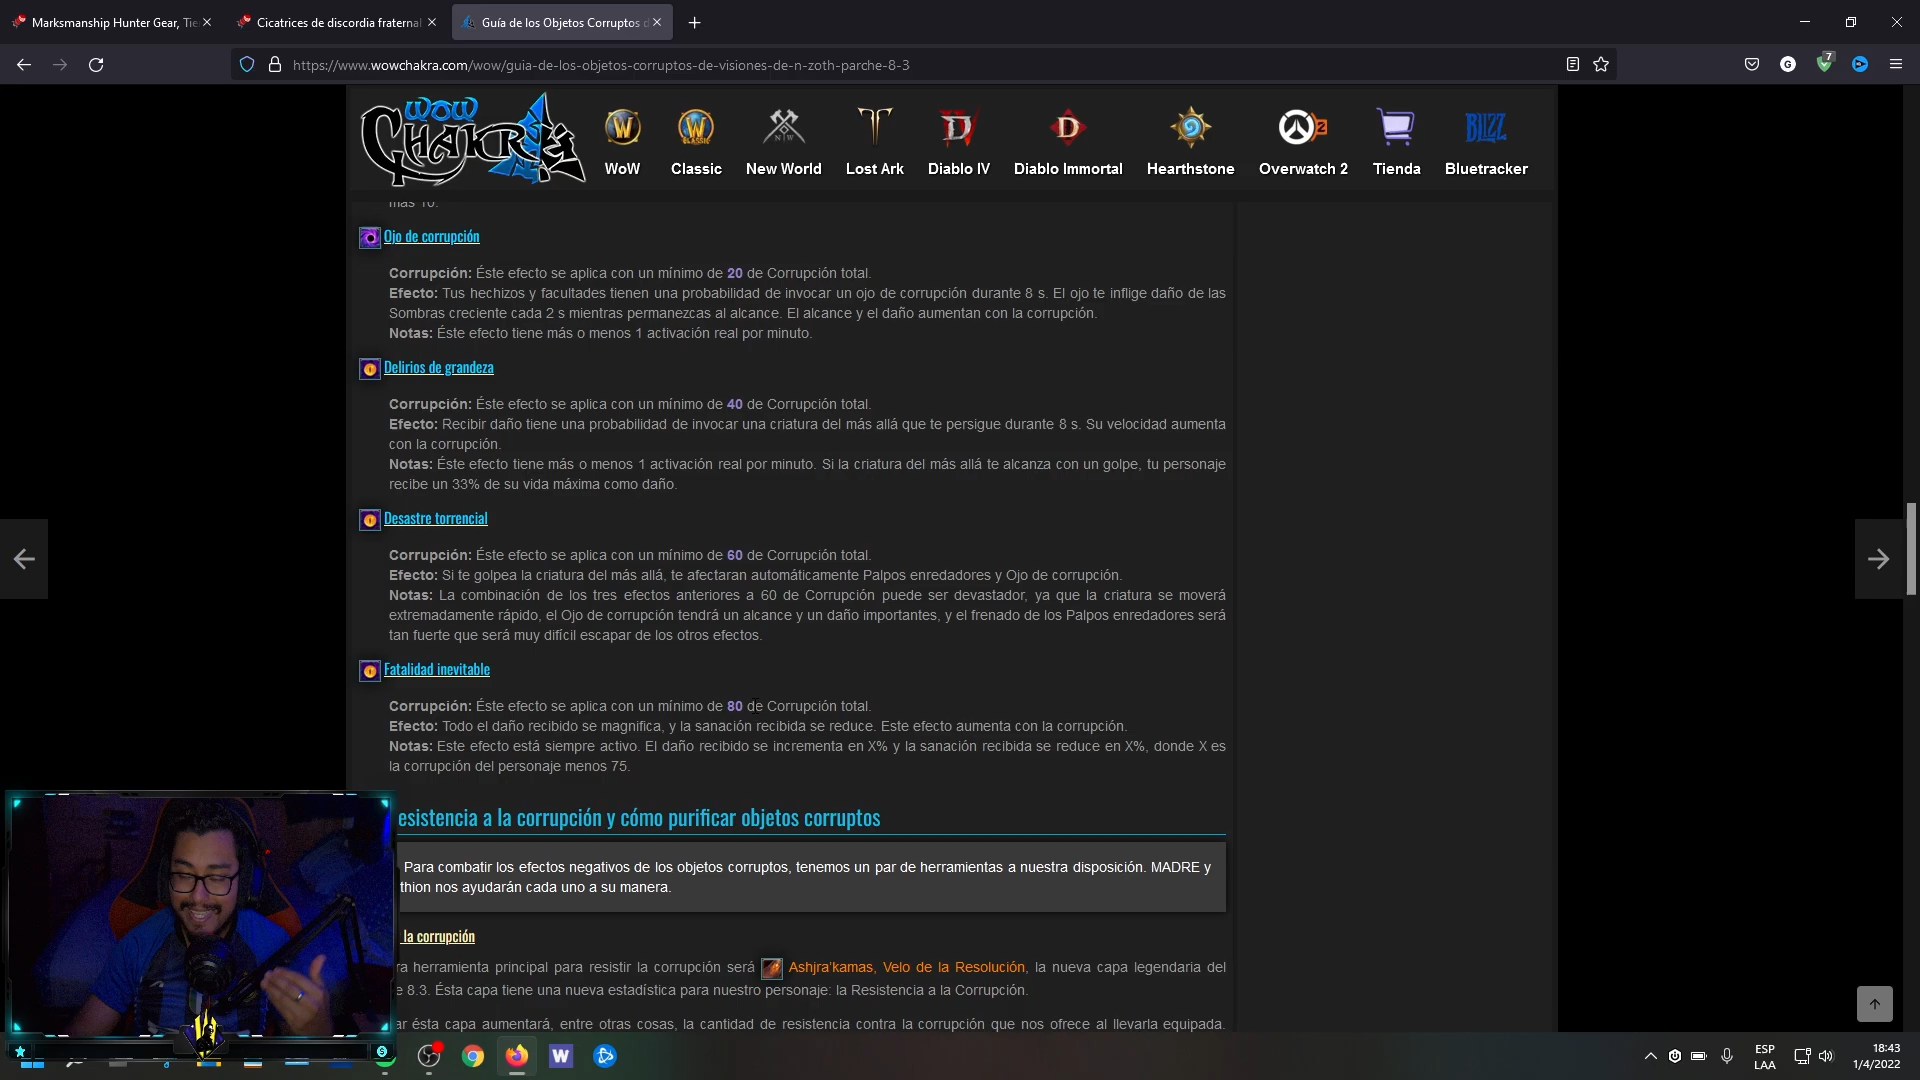 Marksmanship Hunter Gear, Tie
Cicatrices de discordia fraternal
Guía de los Objetos Corruptos d
https://www.wowchakra.com/wow/guia-de-los-objetos-corruptos-de-visiones-de-n-zoth-parche-8-3
7
WOW CHAKRA
WoW
Classic
New World
Lost Ark
Diablo IV
Diablo Immortal
Hearthstone
Overwatch 2
Tienda
Bluetracker
más 10.
Ojo de corrupción
Corrupción: Éste efecto se aplica con un mínimo de 20 de Corrupción total.
Efecto: Tus hechizos y facultades tienen una probabilidad de invocar un ojo de corrupción durante 8 s. El ojo te inflige daño de las
Sombras creciente cada 2 s mientras permanezcas al alcance. El alcance y el daño aumentan con la corrupción.
Notas: Éste efecto tiene más o menos 1 activación real por minuto.
Delirios de grandeza
Corrupción: Éste efecto se aplica con un mínimo de 40 de Corrupción total.
Efecto: Recibir daño tiene una probabilidad de invocar una criatura del más allá que te persigue durante 8 s. Su velocidad aumenta
con la corrupción.
Notas: Éste efecto tiene más o menos 1 activación real por minuto. Si la criatura del más allá te alcanza con un golpe, tu personaje
recibe un 33% de su vida máxima como daño.
Desastre torrencial
Corrupción: Éste efecto se aplica con un mínimo de 60 de Corrupción total.
Efecto: Si te golpea la criatura del más allá, te afectaran automáticamente Palpos enredadores y Ojo de corrupción.
Notas: La combinación de los tres efectos anteriores a 60 de Corrupción puede ser devastador, ya que la criatura se moverá
extremadamente rápido, el Ojo de corrupción tendrá un alcance y un daño importantes, y el frenado de los Palpos enredadores será
tan fuerte que será muy difícil escapar de los otros efectos.
Fatalidad inevitable
Corrupción: Éste efecto se aplica con un mínimo de 80 de Corrupción total.
Efecto: Todo el daño recibido se magnifica, y la sanación recibida se reduce. Este efecto aumenta con la corrupción.
Notas: Este efecto está siempre activo. El daño recibido se incrementa en X% y la sanación recibida se reduce en X%, donde X es
la corrupción del personaje menos 75.
esistencia a la corrupción y cómo purificar objetos corruptos
Para combatir los efectos negativos de los objetos corruptos, tenemos un par de herramientas a nuestra disposición. MADRE y
thion nos ayudarán cada uno a su manera.
la corrupción
ra herramienta principal para resistir la corrupción será Ashjra'kamas, Velo de la Resolución, la nueva capa legendaria del
e 8.3. Ésta capa tiene una nueva estadística para nuestro personaje: la Resistencia a la Corrupción.
ar ésta capa aumentará, entre otras cosas, la cantidad de resistencia contra la corrupción que nos ofrece al llevarla equipada.
ESP
LAA
18:43
1/4/2022